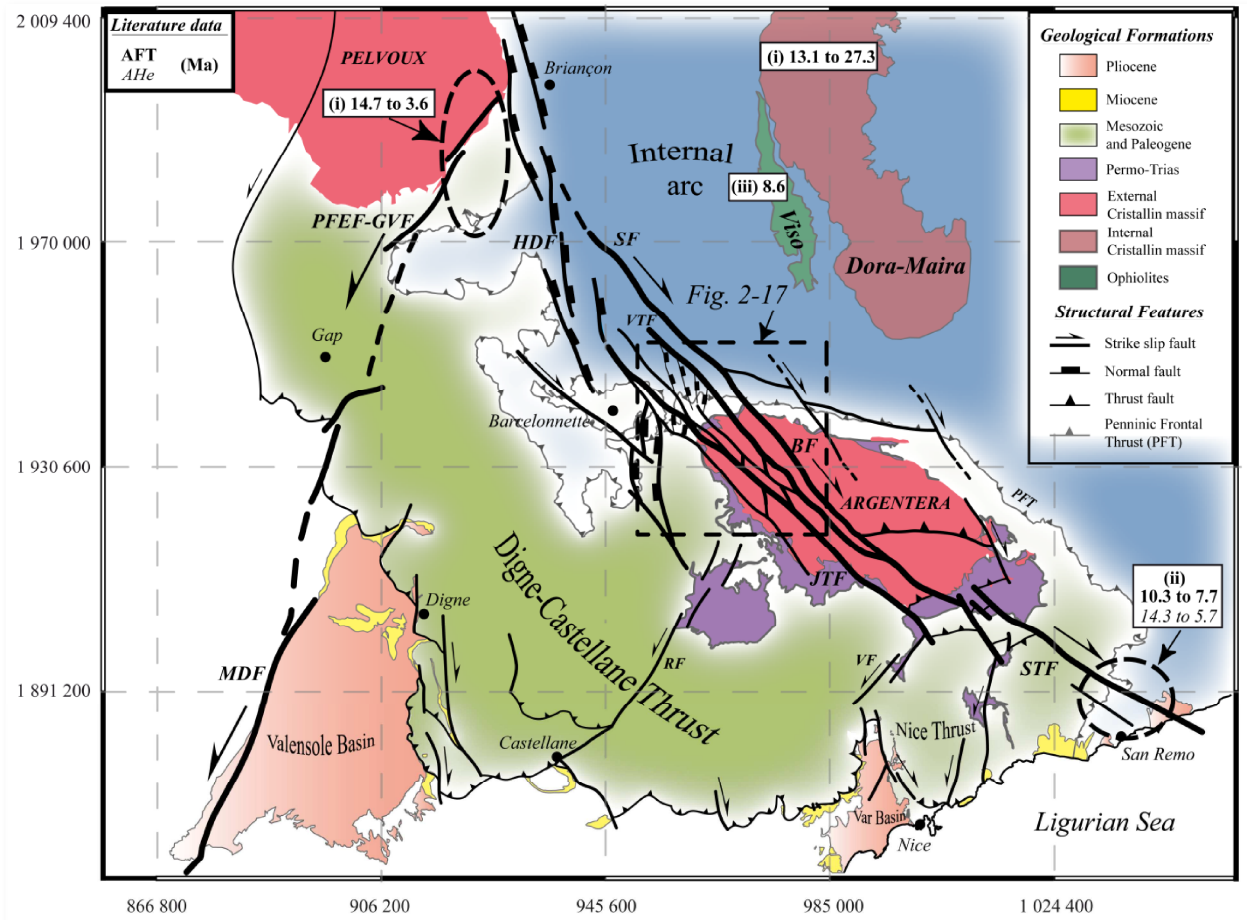 2 009 400
1 970 000
1 930 600
1 891 200
866 800
906 200
945 600
985 000
1 024 400
Literature data
AFT
AHe
(Ma)
PELVOUX
(i) 14.7 to 3.6
Briançon
(i) 13.1 to 27.3
Internal
arc
(iii) 8.6
Viso
Dora-Maira
PFEF-GVF
HDF
SF
Fig. 2-17
VTF
Gap
Barcelonnette
BF
ARGENTERA
PFT
JTF
Digne-Castellane Thrust
Digne
RF
VF
STF
(ii)
10.3 to 7.7
14.3 to 5.7
MDF
Valensole Basin
Castellane
Nice Thrust
San Remo
Var Basin
Nice
Ligurian Sea
Geological Formations
Pliocene
Miocene
Mesozoic
and Paleogene
Permo-Trias
External
Cristallin massif
Internal
Cristallin massif
Ophiolites
Structural Features
Strike slip fault
Normal fault
Thrust fault
Penninic Frontal
Thrust (PFT)